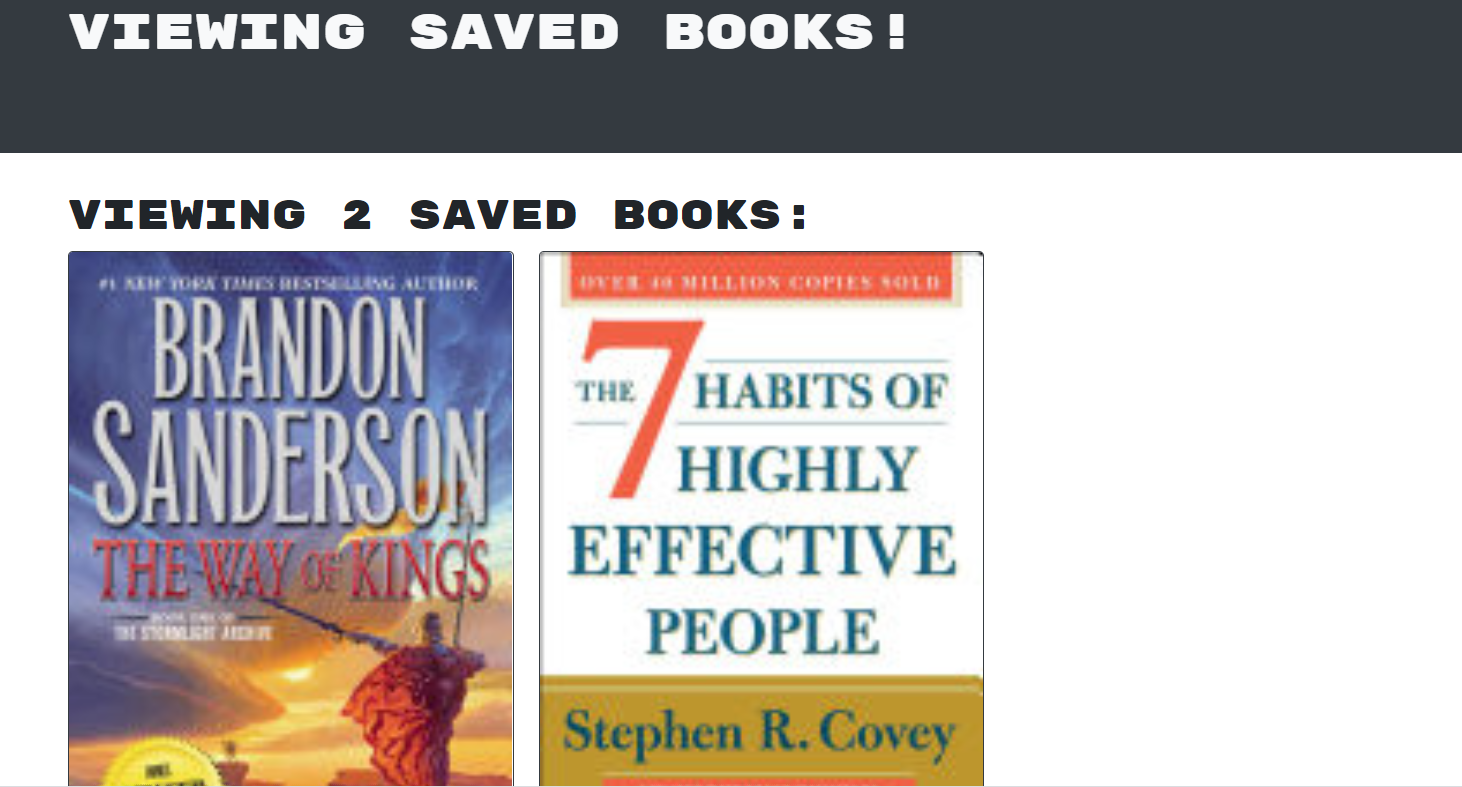 VIEWING SAVED BOOKS!
VIEWING 2 SAVED BOOKS:
#1 NEW YORK TIMES BESTSELLING AUTHOR
BRANDON
SANDERSON
THE WAY OF KINGS
BOOK ONE OF
THE STORMLIGHT ARCHIVE
OVER 40 MILLION COPIES SOLD
THE 7 HABITS OF
HIGHLY
EFFECTIVE
PEOPLE
Stephen R. Covey